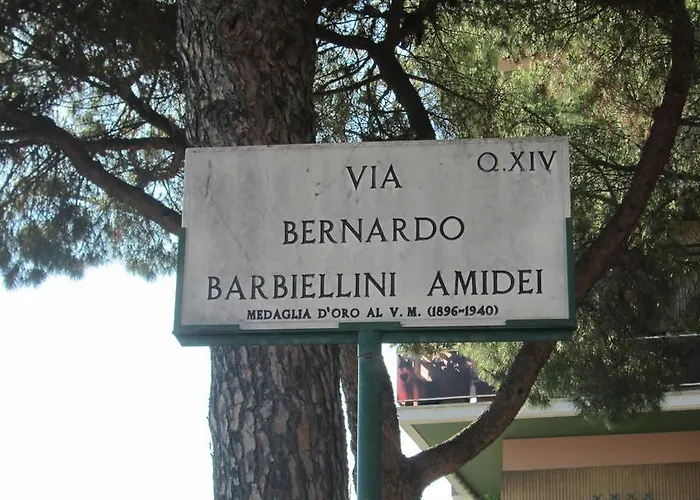 Q.XIV
VIA
BERNARDO
BARBIELLINI AMIDEI
MEDAGLIA D'ORO AL V. M. (1896-1940)